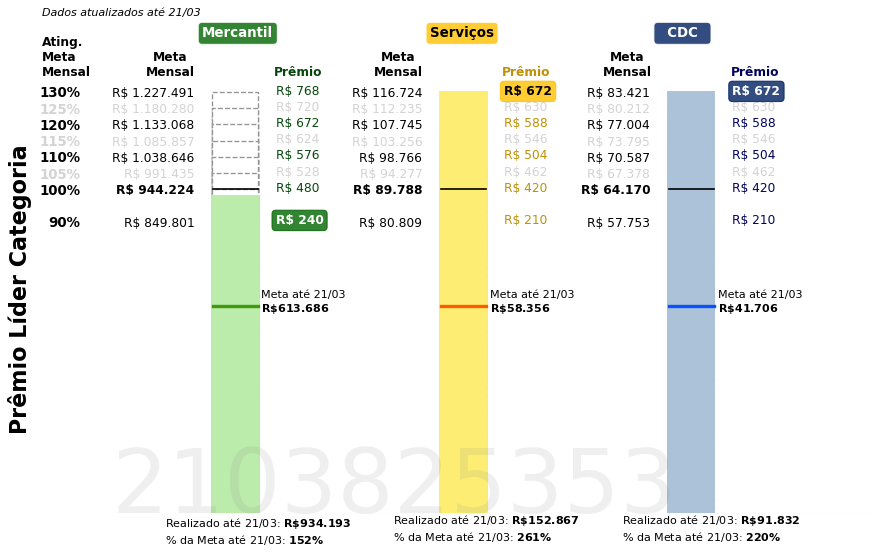 Dados atualizados até 21/03
Mercantil Serviços CDC
Ating. Meta Mensal Meta Mensal Prêmio Meta Mensal Prêmio Meta Mensal Prêmio
130% R$ 1.227.491 R$ 768 R$ 116.724 R$ 672 R$ 83.421 R$ 672
125% R$ 1.180.280 R$ 720 R$ 112.235 R$ 630 R$ 80.212 R$ 630
120% R$ 1.133.068 R$ 672 R$ 107.745 R$ 588 R$ 77.004 R$ 588
115% R$ 1.085.857 R$ 624 R$ 103.256 R$ 546 R$ 73.795 R$ 546
110% R$ 1.038.646 R$ 576 R$ 98.766 R$ 504 R$ 70.587 R$ 504
105% R$ 991.435 R$ 528 R$ 94.277 R$ 462 R$ 67.378 R$ 462
100% R$ 944.224 R$ 480 R$ 89.788 R$ 420 R$ 64.170 R$ 420
90% R$ 849.801 R$ 240 R$ 80.809 R$ 210 R$ 57.753 R$ 210
Prêmio Líder Categoria
Meta até 21/03 Meta até 21/03 Meta até 21/03
R$613.686 R$58.356 R$41.706
2103825353
Realizado até 21/03: R$934.193 Realizado até 21/03: R$152.867 Realizado até 21/03: R$91.832
% da Meta até 21/03: 152% % da Meta até 21/03: 261% % da Meta até 21/03: 220%